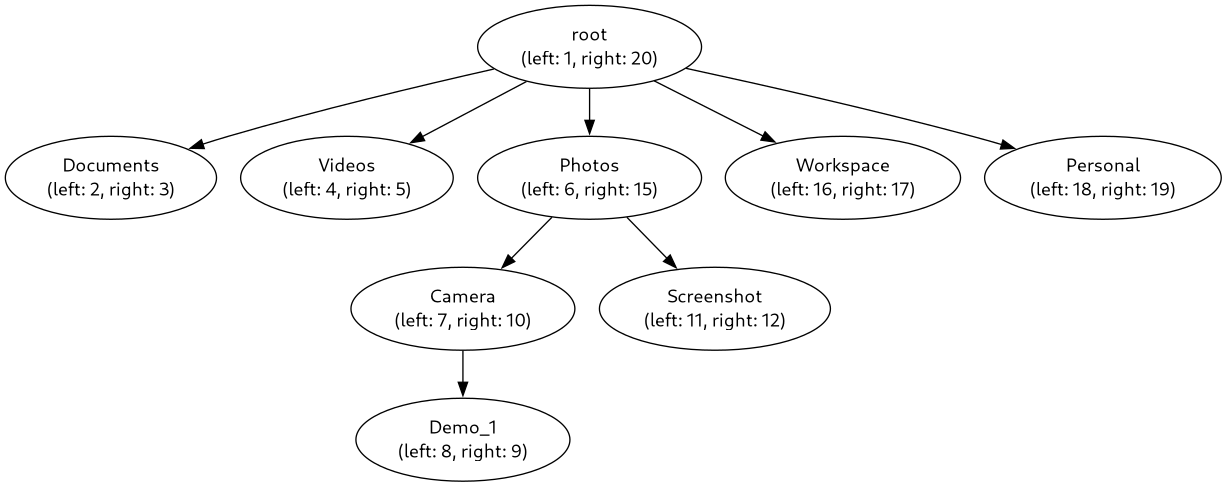 root
(left: 1, right: 20)
Documents
(left: 2, right: 3)
Videos
(left: 4, right: 5)
Photos
(left: 6, right: 15)
Workspace
(left: 16, right: 17)
Personal
(left: 18, right: 19)
Camera
(left: 7, right: 10)
Screenshot
(left: 11, right: 12)
Demo_1
(left: 8, right: 9)